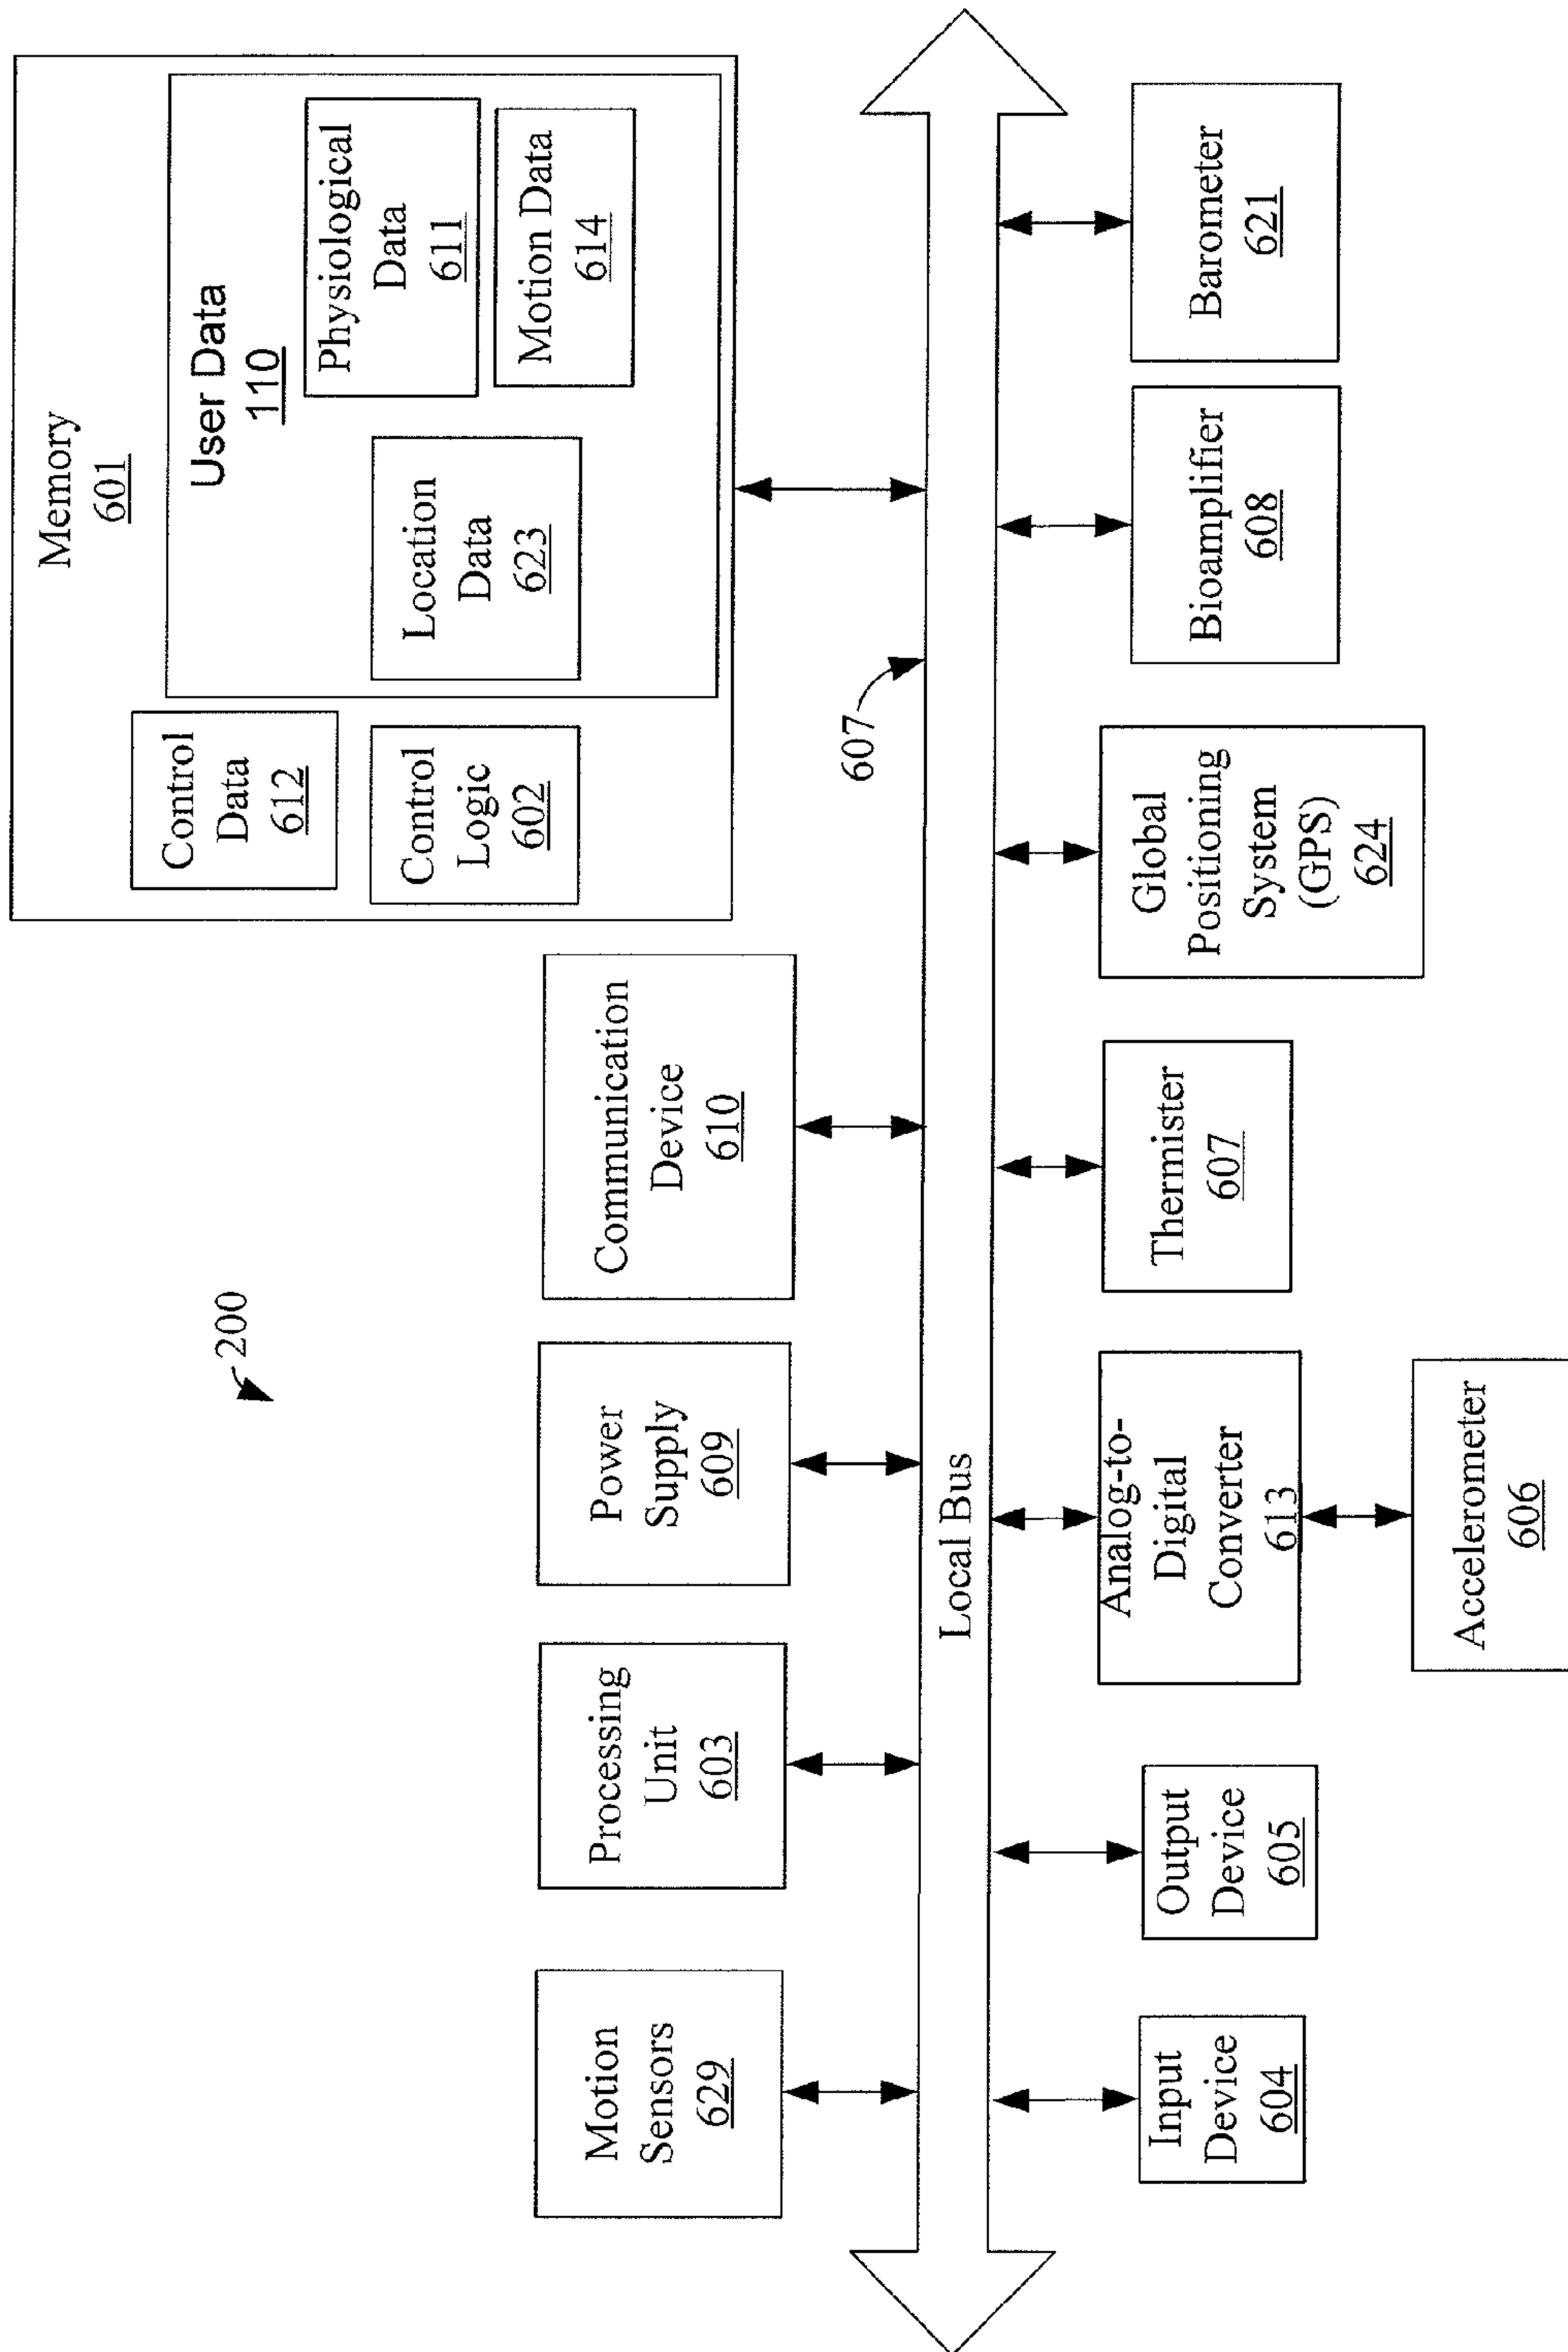 200
Memory
601
Control
Data
612
Control
Logic
602
User Data
110
Location
Data
623
Physiological
Data
611
Motion Data
614
Motion
Sensors
629
Processing
Unit
603
Power
Supply
609
Communication
Device
610
607
Local Bus
Input
Device
604
Output
Device
605
Analog-to-
Digital
Converter
613
Accelerometer
606
Thermister
607
Global
Positioning
System
(GPS)
624
Bioamplifier
608
Barometer
621